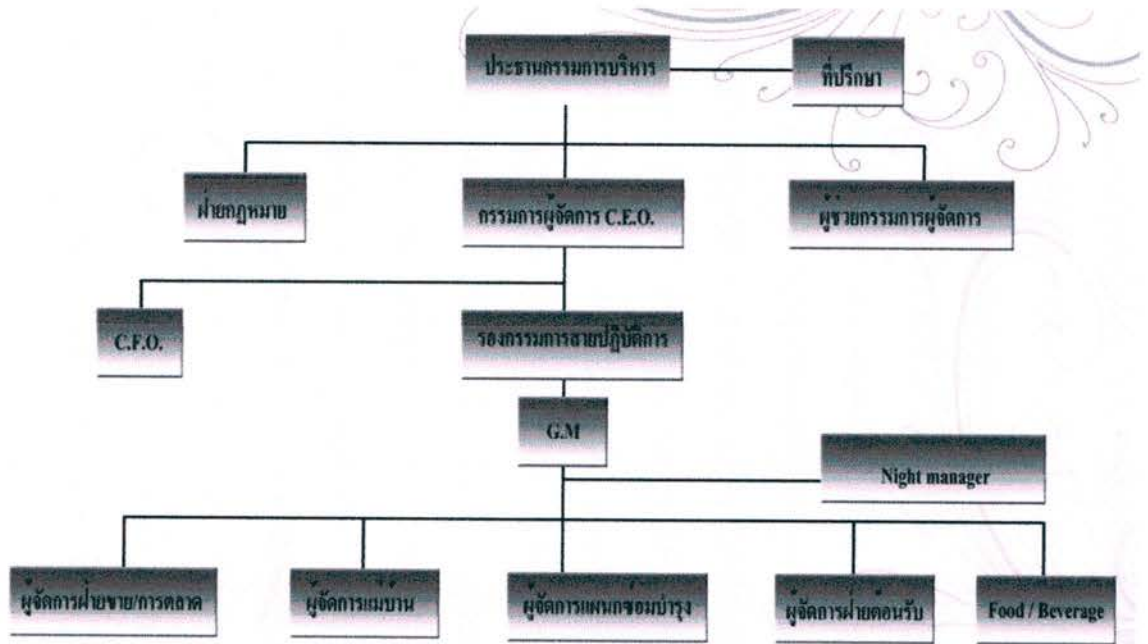 ประธานกรรมการบริหาร
ที่ปรึกษา
ฝ่ายกฎหมาย
กรรมการผู้จัดการ C.E.O.
ผู้ช่วยกรรมการผู้จัดการ
C.F.O.
รองกรรมการสายปฏิบัติการ
G.M
Night manager
ผู้จัดการฝ่ายขาย/การตลาด
ผู้จัดการแม่บ้าน
ผู้จัดการแผนกซ่อมบำรุง
ผู้จัดการฝ่ายต้อนรับ
Food / Beverage